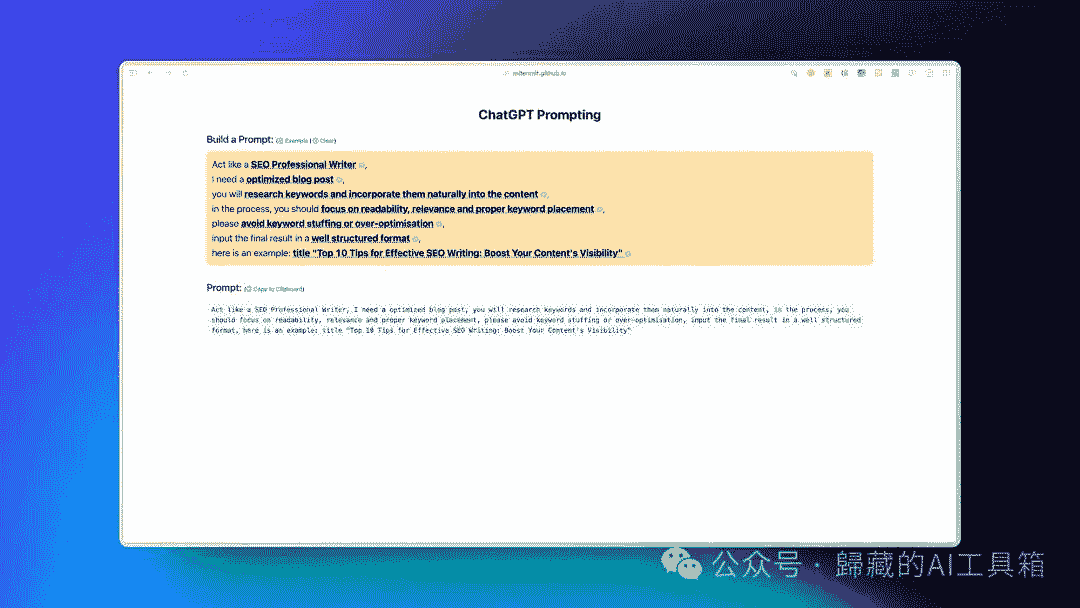 ChatGPT Prompting
Build a Prompt: Example | Clear)
Act like a SEO Professional Writer,
I need a optimized blog post,
you will research keywords and incorporate them naturally into the content,
in the process, you should focus on readability, relevance and proper keyword placement,
please avoid keyword stuffing or over-optimisation,
input the final result in a well structured format,
here is an example: title "Top 10 Tips for Effective SEO Writing: Boost Your Content's Visibility"
Prompt: Copy to Clipboard)
Act like a SEO Professional Writer, I need a optimized blog post, you will research keywords and incorporate them naturally into the content, in the process, you
should focus on readability, relevance and proper keyword placement, please avoid keyword stuffing or over-optimisation, input the final result in a well structured
format, here is an example: title "Top 10 Tips for Effective SEO Writing: Boost Your Content's Visibility"
公众号 · 歸藏的AI工具箱